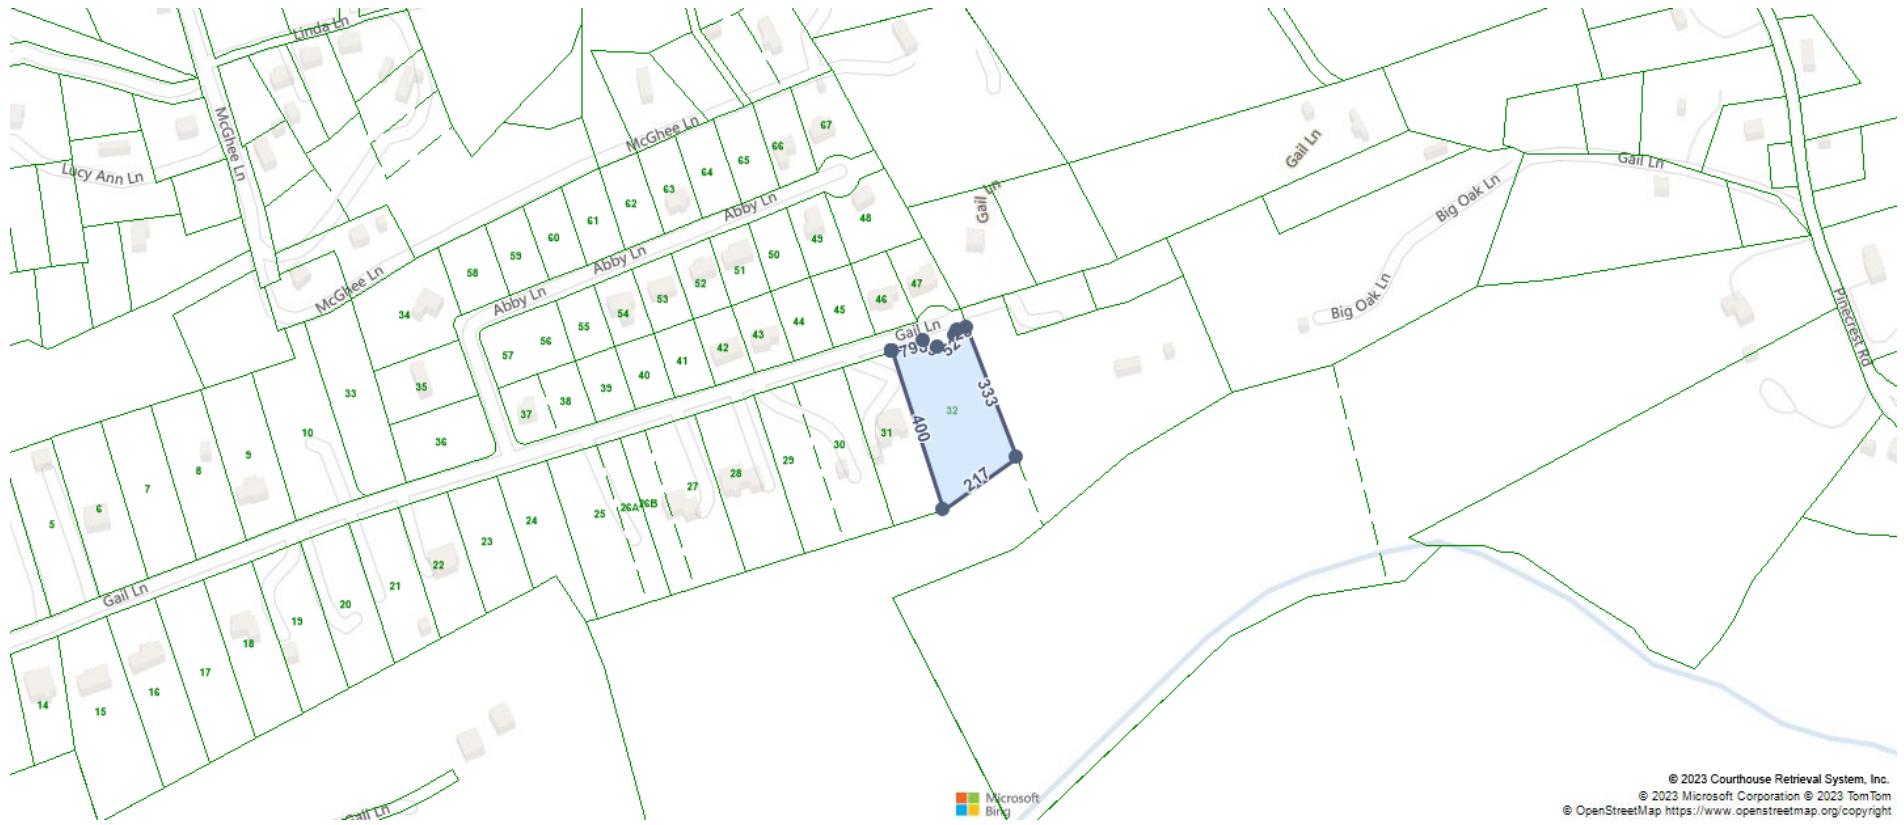 Linda Ln
McGhee Ln
McGhee Ln
Lucy Ann Ln
67
66
65
64
63
62
61
60
59
58
Abby Ln
Abby Ln
Abby Ln
McGhee Ln
48
49
50
51
52
53
54
55
56
57
34
35
33
36
47
46
45
44
43
42
41
40
39
38
37
Gail Ln
Gail Ln
Gail Ln
Gail Ln
Big Oak Ln
Big Oak Ln
Pinecrest Rd
32
333
400
217
31
30
29
28
27
26B
26A
25
24
23
22
21
20
19
18
17
16
15
14
10
9
8
7
6
5
Gail Ln
Gail Ln
Microsoft
Bing
© 2023 Courthouse Retrieval System, Inc.
© 2023 Microsoft Corporation © 2023 TomTom
© OpenStreetMap https://www.openstreetmap.org/copyright